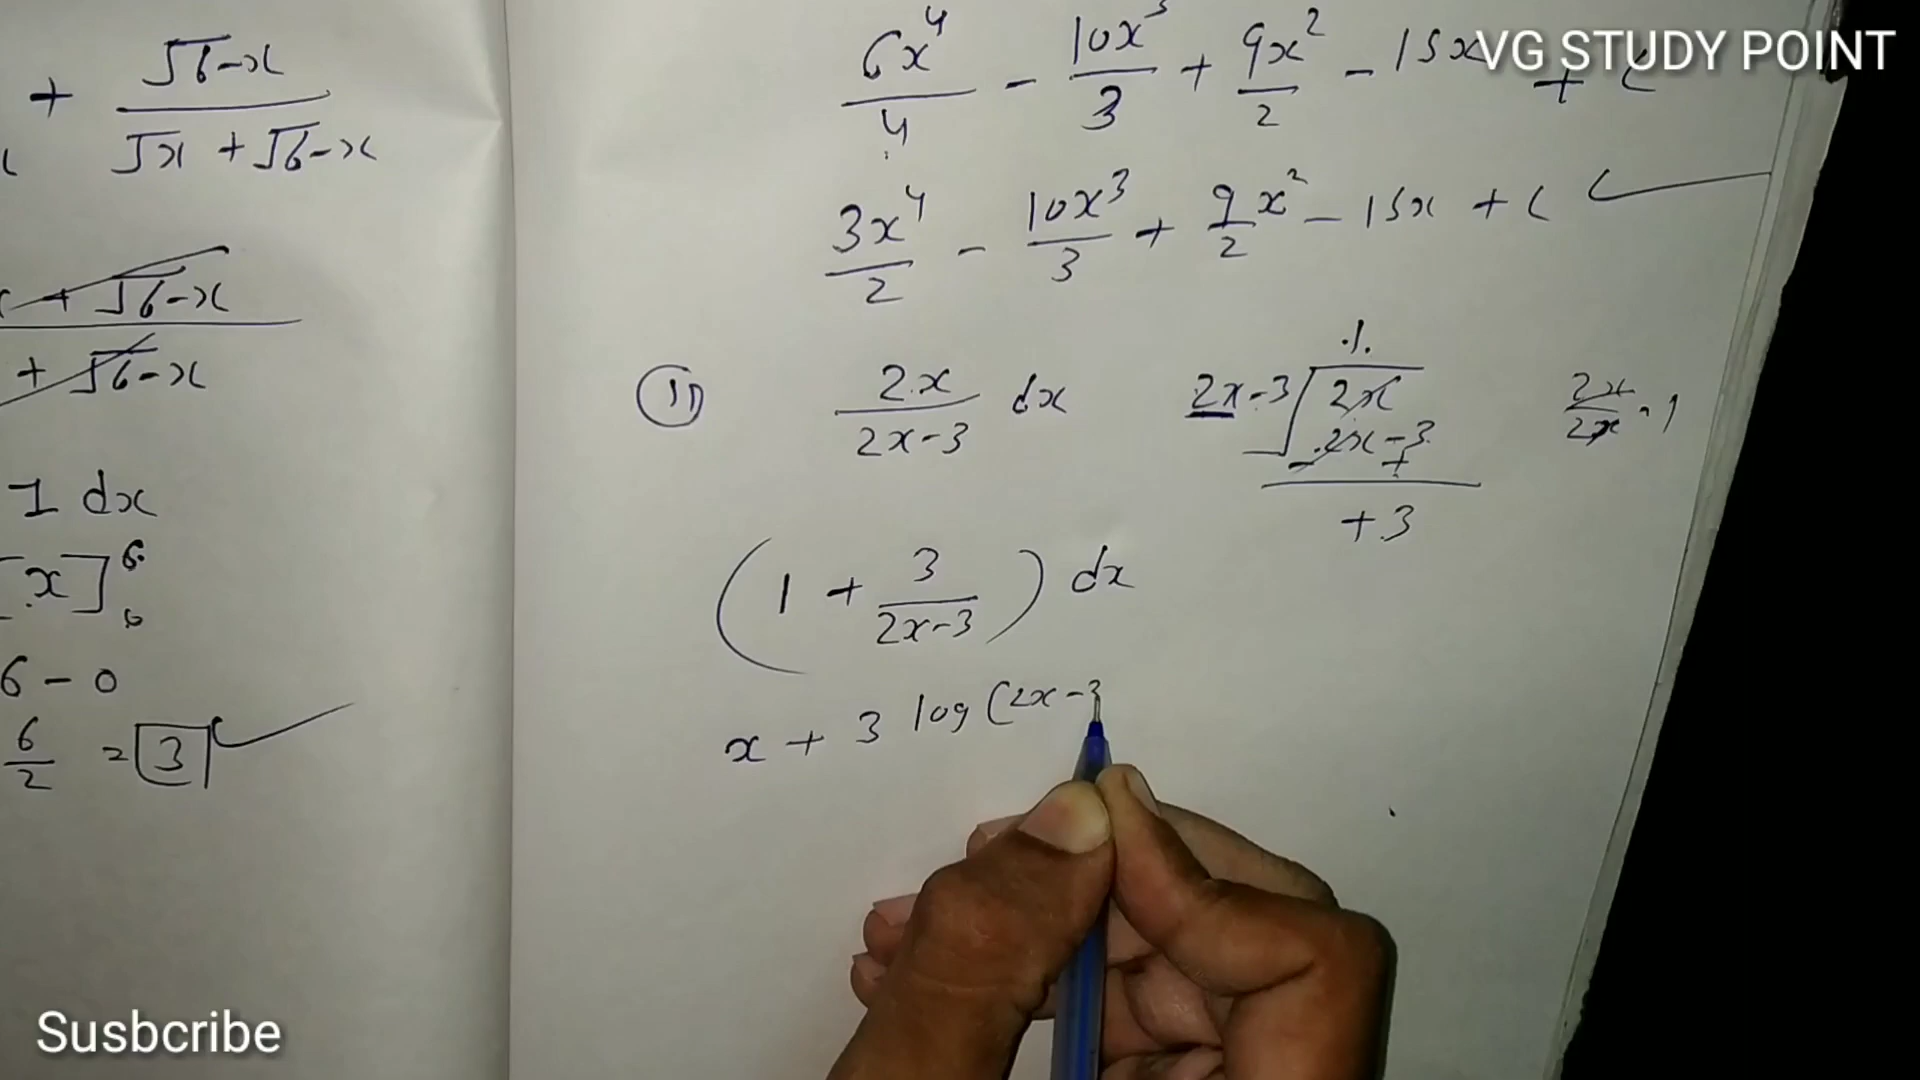 + √6-x / √x + √6-x
+ √6-x
+ √6-x
1 dx
[x]
6 - 0
6/2 = 3
6x⁴/4 - 10x³/3 + 9x²/2 - 15x + C
3x⁴/2 - 10x³/3 + 9/2 x² - 15x + C
11 2x/2x-3 dx
1
2x-3 2x
2x-3
- +
+3
2x/2x = 1
(1 + 3/2x-3) dx
x + 3 log(2x-3
VG STUDY POINT
Susbcribe